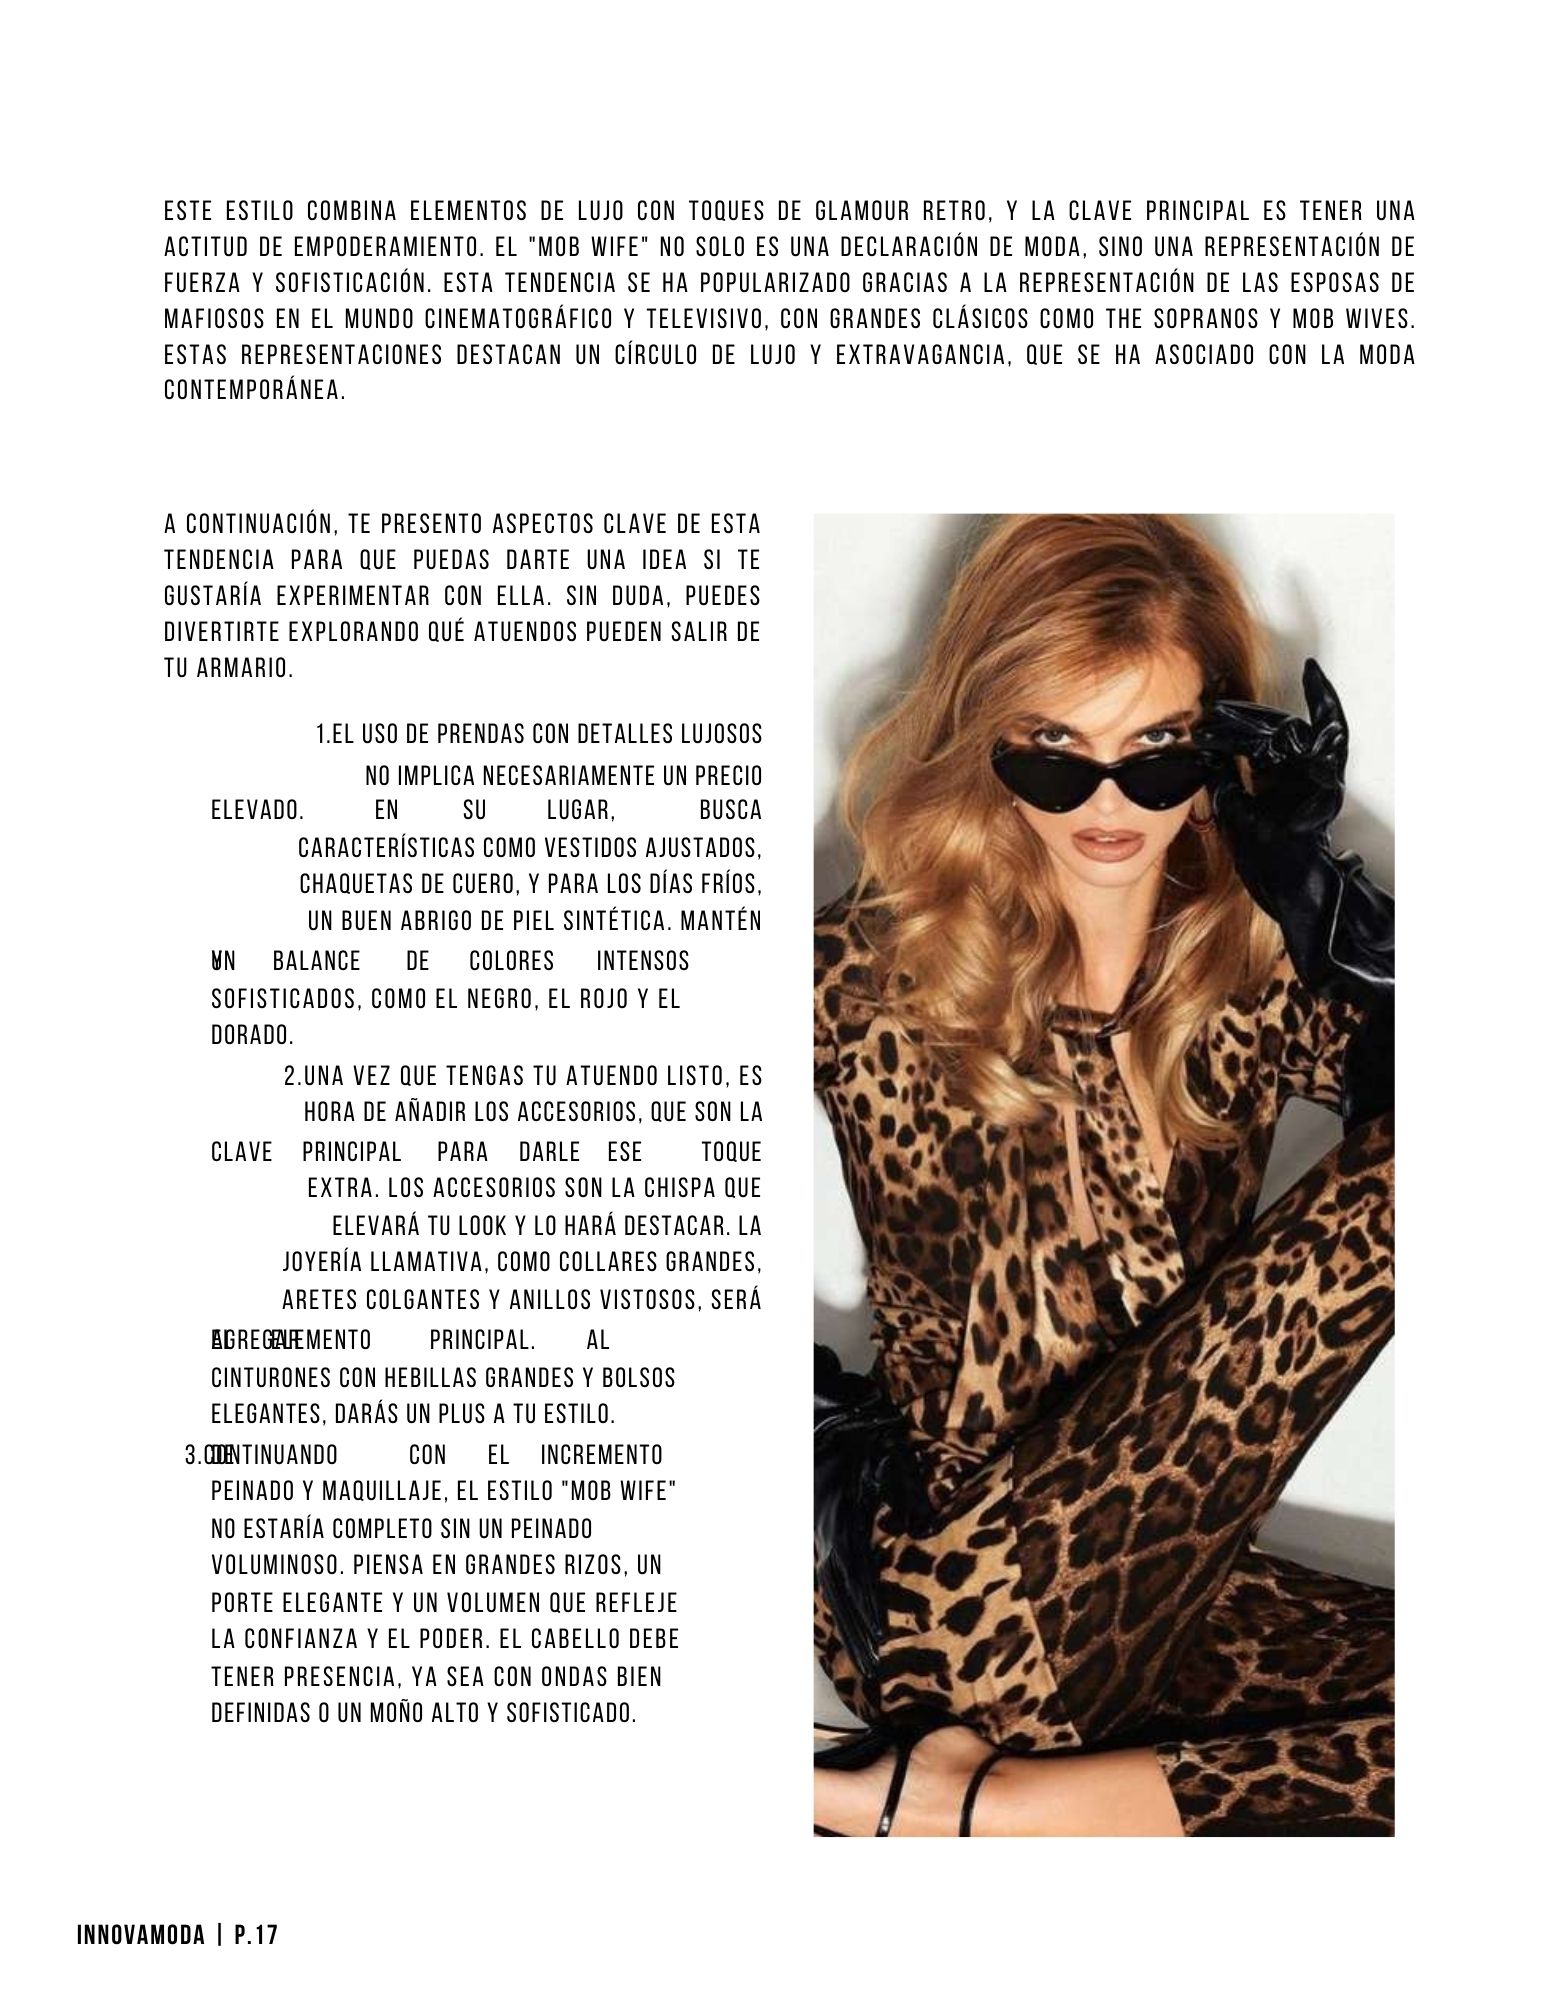 ESTE ESTILO COMBINA ELEMENTOS DE LUJO CON TOQUES DE GLAMOUR RETRO, Y LA CLAVE PRINCIPAL ES TENER UNA
ACTITUD DE EMPODERAMIENTO. EL "MOB WIFE" NO SOLO ES UNA DECLARACIÓN DE MODA, SINO UNA REPRESENTACIÓN DE
FUERZA Y SOFISTICACIÓN. ESTA TENDENCIA SE HA POPULARIZADO GRACIAS A LA REPRESENTACIÓN DE LAS ESPOSAS DE
MAFIOSOS EN EL MUNDO CINEMATOGRÁFICO Y TELEVISIVO, CON GRANDES CLÁSICOS COMO THE SOPRANOS Y MOB WIVES.
ESTAS REPRESENTACIONES DESTACAN UN CÍRCULO DE LUJO Y EXTRAVAGANCIA, QUE SE HA ASOCIADO CON LA MODA
CONTEMPORÁNEA.
A CONTINUACIÓN, TE PRESENTO ASPECTOS CLAVE DE ESTA
TENDENCIA PARA QUE PUEDAS DARTE UNA IDEA SI TE
GUSTARÍA EXPERIMENTAR CON ELLA. SIN DUDA, PUEDES
DIVERTIRTE EXPLORANDO QUÉ ATUENDOS PUEDEN SALIR DE
TU ARMARIO.
1.EL USO DE PRENDAS CON DETALLES LUJOSOS
NO IMPLICA NECESARIAMENTE UN PRECIO
ELEVADO. EN SU LUGAR, BUSCA
CARACTERÍSTICAS COMO VESTIDOS AJUSTADOS,
CHAQUETAS DE CUERO, Y PARA LOS DÍAS FRÍOS,
UN BUEN ABRIGO DE PIEL SINTÉTICA. MANTÉN
UN BALANCE DE COLORES INTENSOS Y
SOFISTICADOS, COMO EL NEGRO, EL ROJO Y EL
DORADO.
2.UNA VEZ QUE TENGAS TU ATUENDO LISTO, ES
HORA DE AÑADIR LOS ACCESORIOS, QUE SON LA
CLAVE PRINCIPAL PARA DARLE ESE TOQUE
EXTRA. LOS ACCESORIOS SON LA CHISPA QUE
ELEVARÁ TU LOOK Y LO HARÁ DESTACAR. LA
JOYERÍA LLAMATIVA, COMO COLLARES GRANDES,
ARETES COLGANTES Y ANILLOS VISTOSOS, SERÁ
EL ELEMENTO PRINCIPAL. AL AGREGAR
CINTURONES CON HEBILLAS GRANDES Y BOLSOS
ELEGANTES, DARÁS UN PLUS A TU ESTILO.
3.CONTINUANDO CON EL INCREMENTO DE
PEINADO Y MAQUILLAJE, EL ESTILO "MOB WIFE"
NO ESTARÍA COMPLETO SIN UN PEINADO
VOLUMINOSO. PIENSA EN GRANDES RIZOS, UN
PORTE ELEGANTE Y UN VOLUMEN QUE REFLEJE
LA CONFIANZA Y EL PODER. EL CABELLO DEBE
TENER PRESENCIA, YA SEA CON ONDAS BIEN
DEFINIDAS O UN MOÑO ALTO Y SOFISTICADO.
INNOVAMODA | P.17